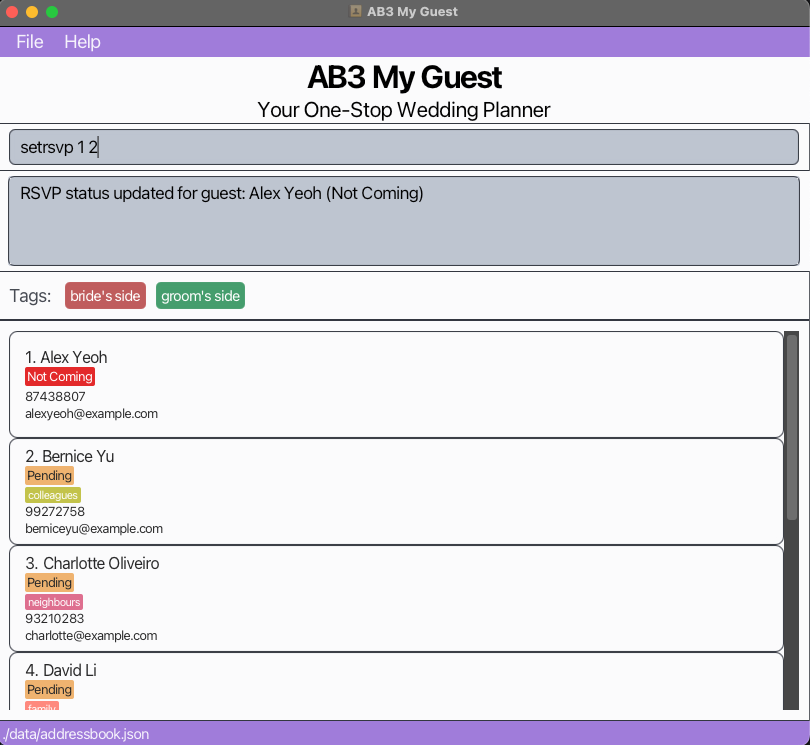 AB3 My Guest
File Help
AB3 My Guest
Your One-Stop Wedding Planner
setrsvp 1 2
RSVP status updated for guest: Alex Yeoh (Not Coming)
Tags: bride's side groom's side
1. Alex Yeoh
Not Coming
87438807
alexyeoh@example.com
2. Bernice Yu
Pending
colleagues
99272758
berniceyu@example.com
3. Charlotte Oliveiro
Pending
neighbours
93210283
charlotte@example.com
4. David Li
Pending
family
./data/addressbook.json